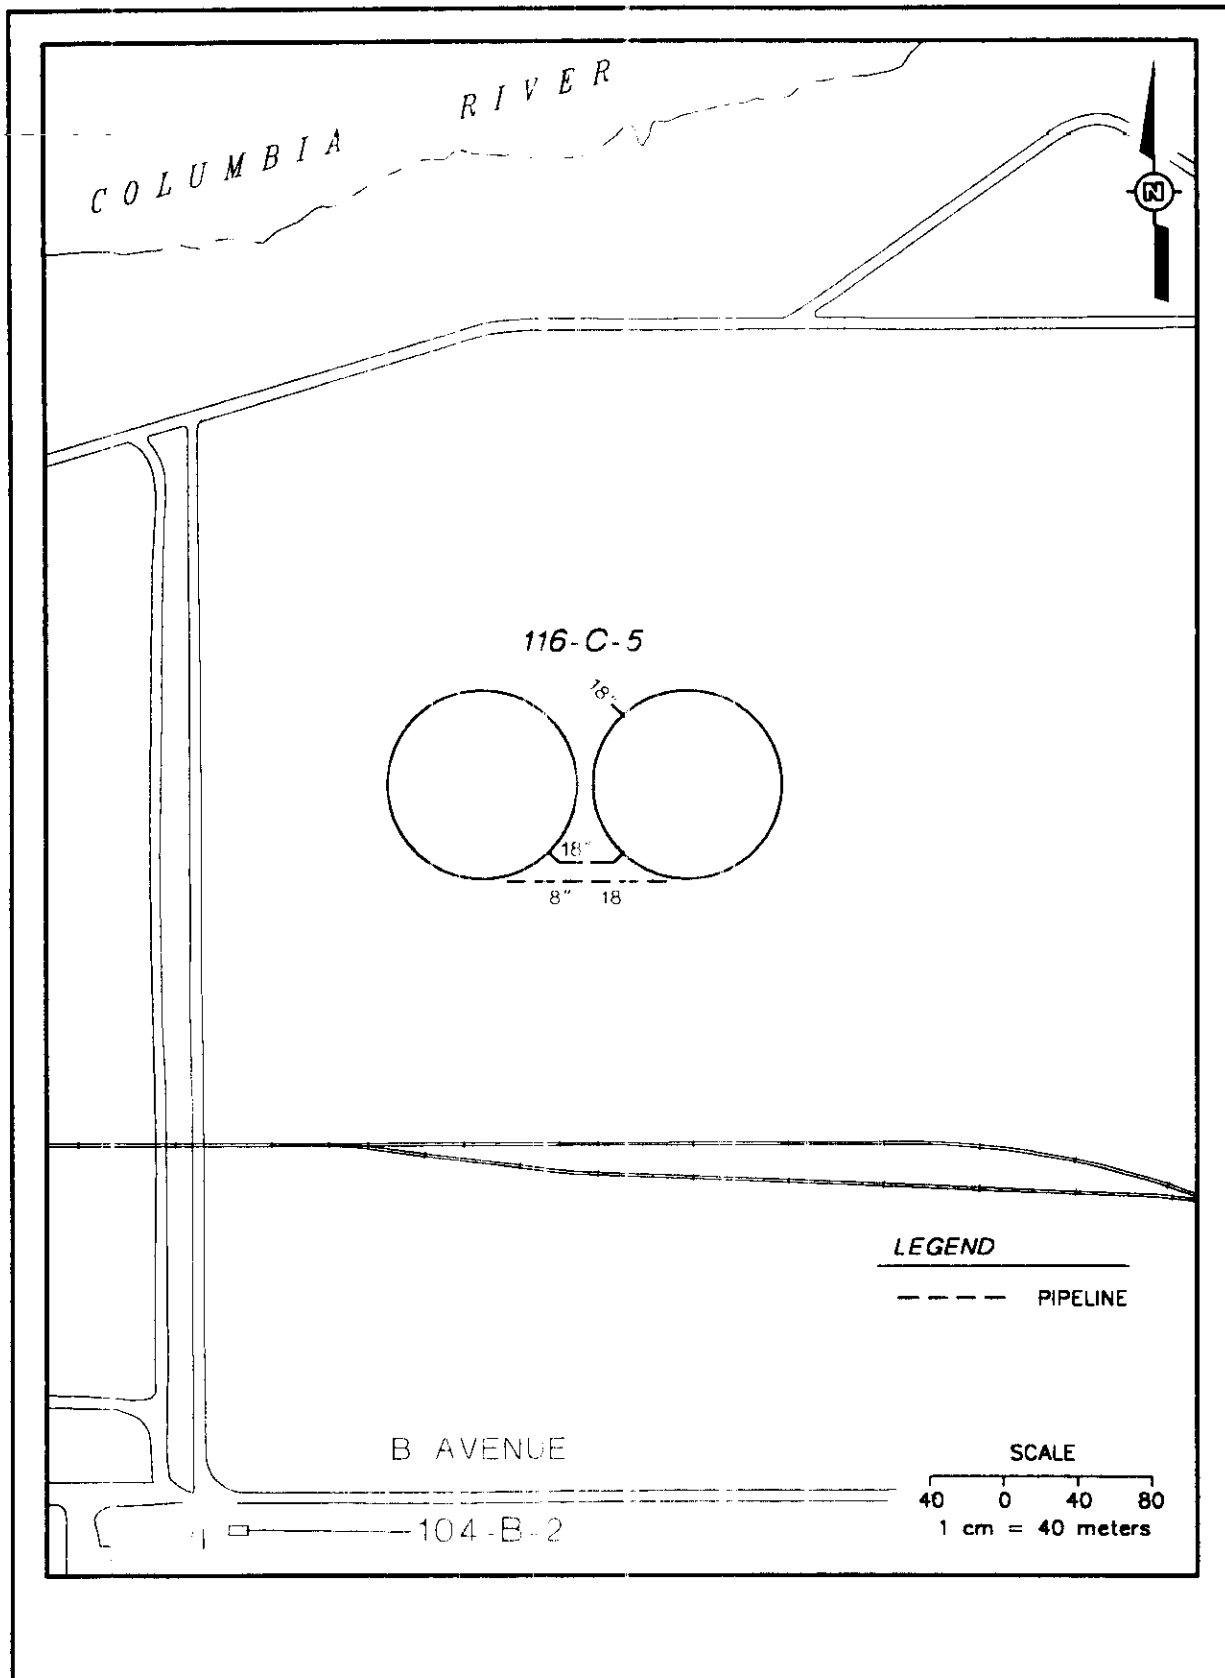 COLUMBIA RIVER
N
116-C-5
18"
18"
8" 18
LEGEND
PIPELINE
B AVENUE
SCALE
40 0 40 80
1 cm = 40 meters
104-B-2